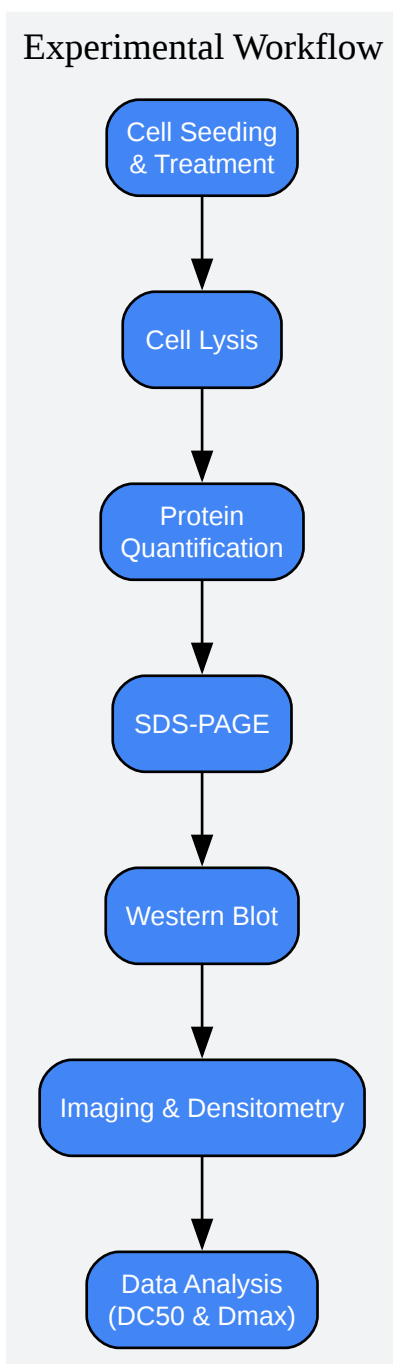 Experimental Workflow
Cell Seeding
& Treatment
Cell Lysis
Protein
Quantification
SDS-PAGE
Western Blot
Imaging & Densitometry
Data Analysis
(DC50 & Dmax)